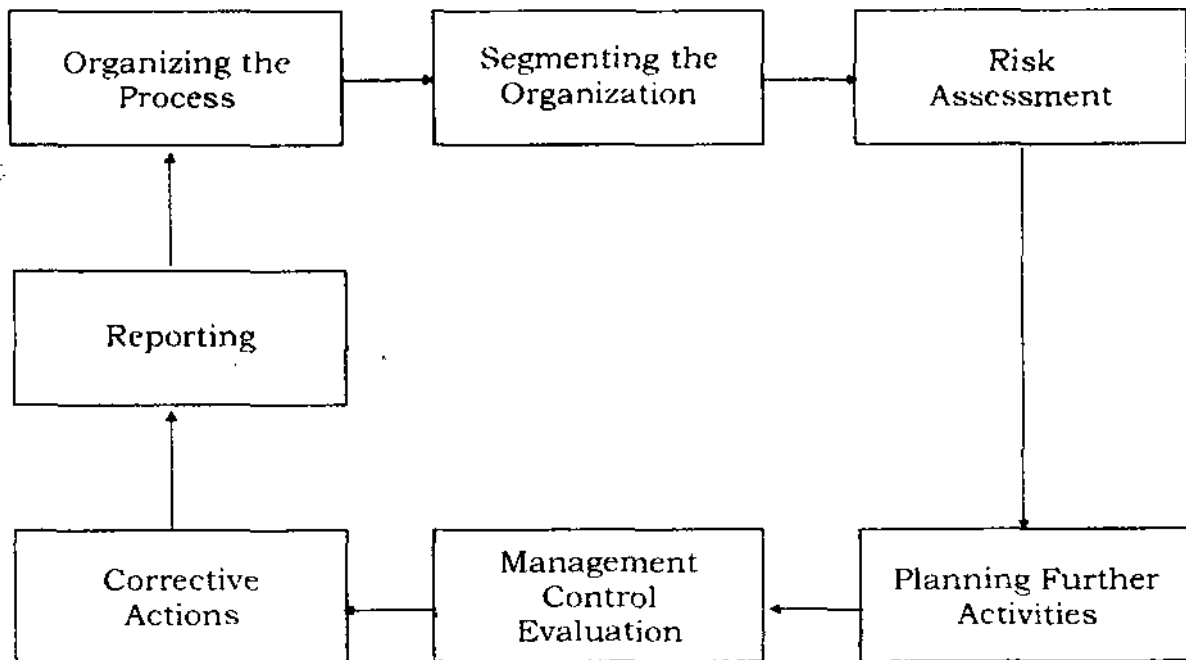 Organizing the
Process
Segmenting the
Organization
Risk
Assessment
Reporting
Corrective
Actions
Management
Control
Evaluation
Planning Further
Activities